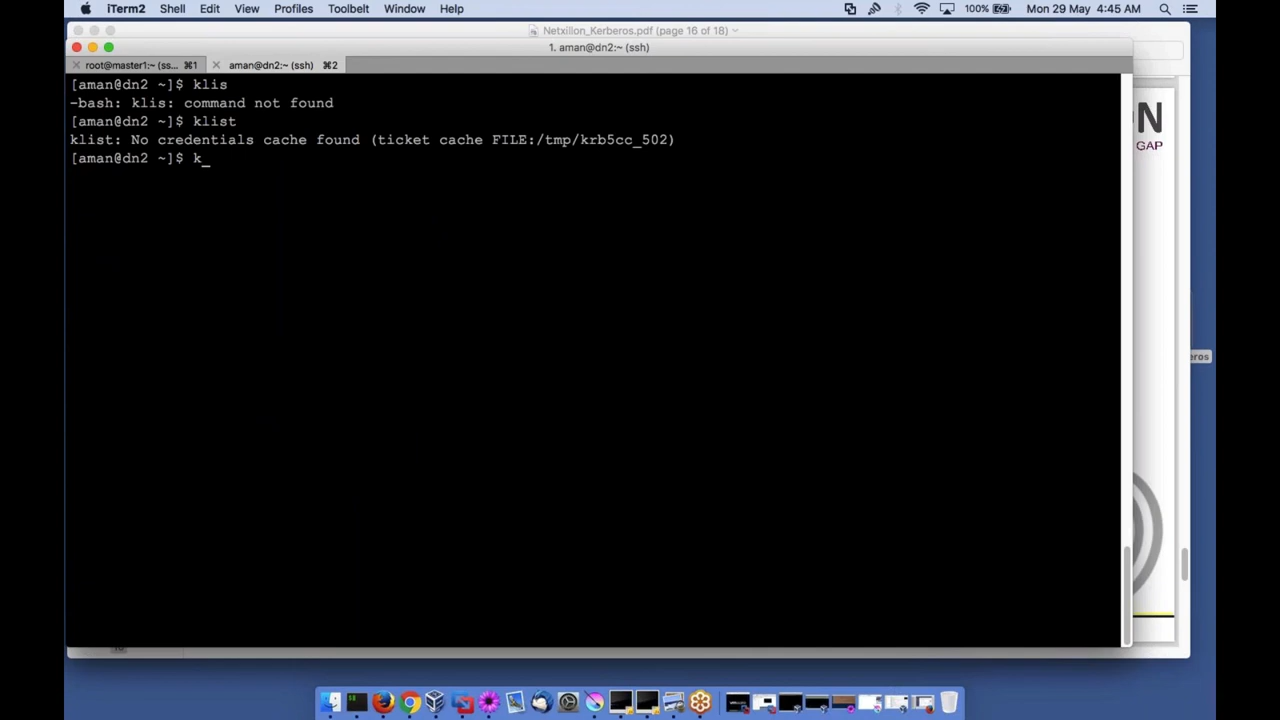 iTerm2 Shell Edit View Profiles Toolbelt Window Help 100% Mon 29 May 4:45 AM
Netxillon_Kerberos.pdf (page 16 of 18)
1. aman@dn2:~ (ssh)
root@master1:~ (ss... ⌘1 aman@dn2:~ (ssh) ⌘2
[aman@dn2 ~]$ klis
-bash: klis: command not found
[aman@dn2 ~]$ klist
klist: No credentials cache found (ticket cache FILE:/tmp/krb5cc_502)
[aman@dn2 ~]$ k_
N
GAP
eros